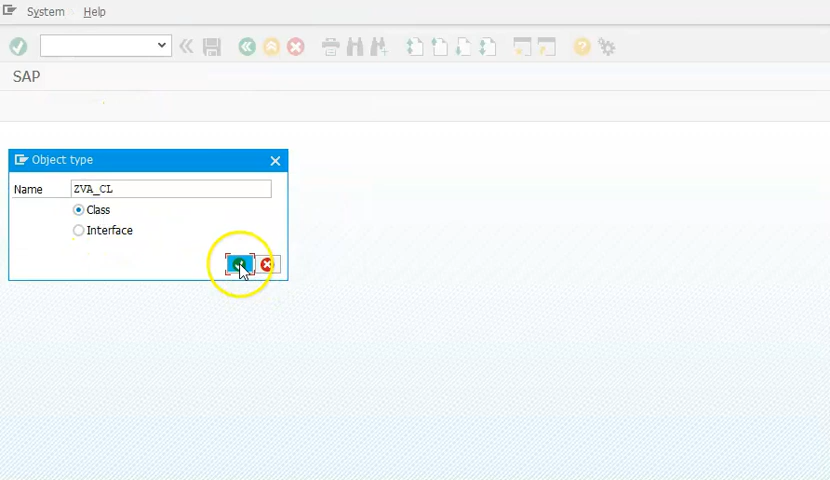 System Help
SAP
Object type
Name ZVA_CL
Class
Interface